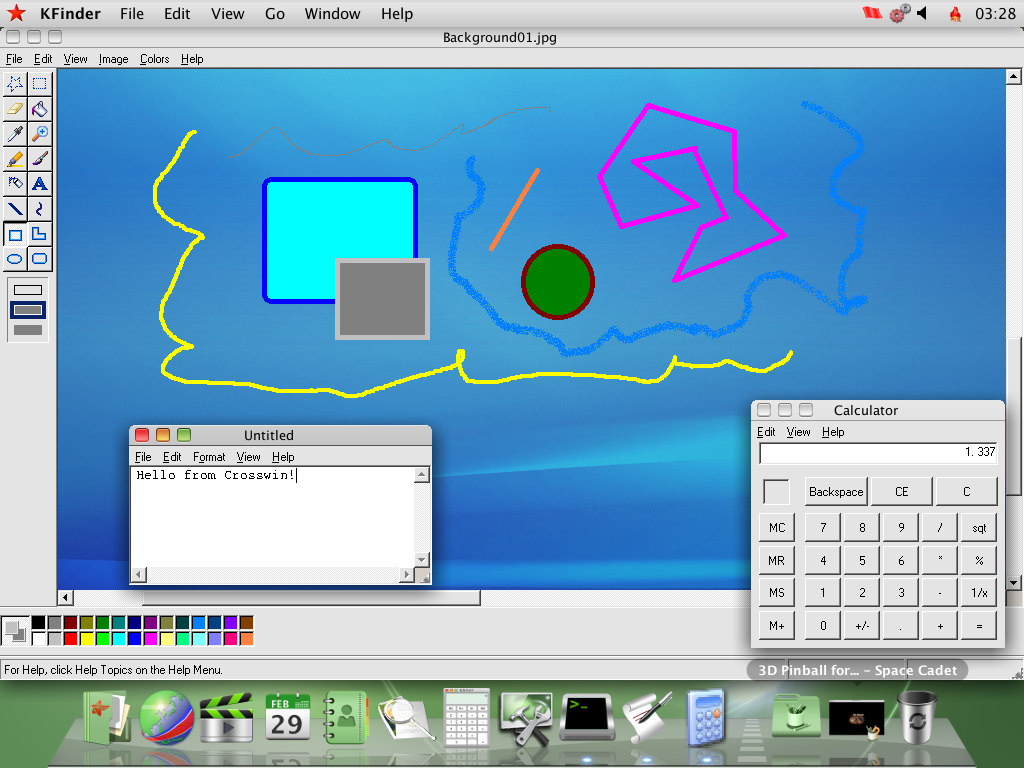 KFinder File Edit View Go Window Help 03:28
Background01.jpg
File Edit View Image Colors Help
Untitled
File Edit Format View Help
Hello from Crosswin!
Calculator
Edit View Help
1.337
Backspace CE C
MC 7 8 9 / sqt
MR 4 5 6 * %
MS 1 2 3 - 1/x
M+ 0 +/- . + =
For Help, click Help Topics on the Help Menu.
3D Pinball for... – Space Cadet
FEB
29
>_